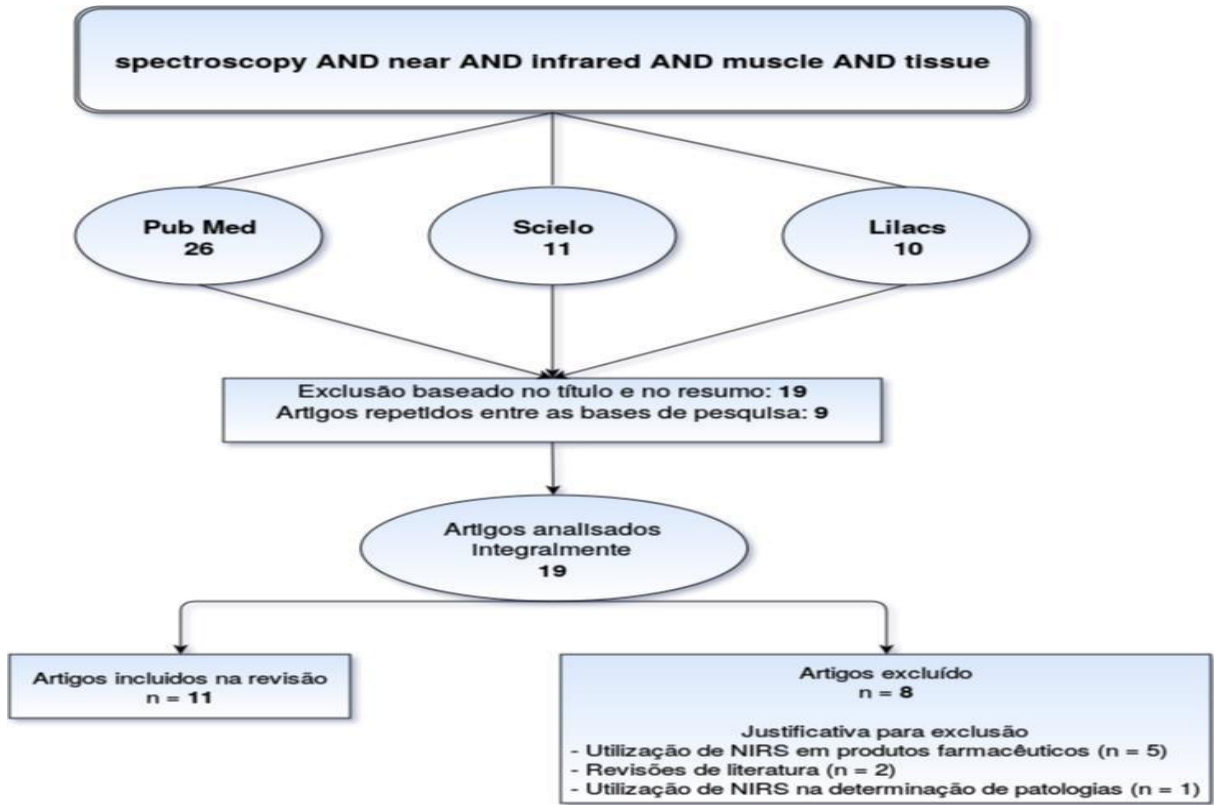 spectroscopy AND near AND infrared AND muscle AND tissue
Pub Med
26
Scielo
11
Lilacs
10
Exclusão baseado no título e no resumo: 19
Artigos repetidos entre as bases de pesquisa: 9
Artigos analisados
integralmente
19
Artigos incluidos na revisão
n = 11
Artigos excluído
n = 8
Justificativa para exclusão
- Utilização de NIRS em produtos farmacêuticos (n = 5)
- Revisões de literatura (n = 2)
- Utilização de NIRS na determinação de patologias (n = 1)